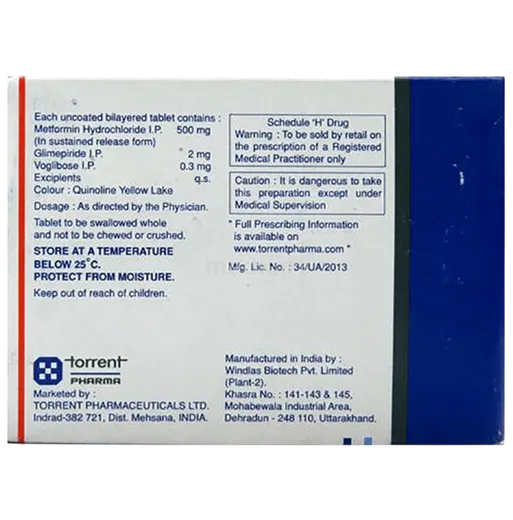 Each uncoated bilayered tablet contains :
Metformin Hydrochloride I.P. 500 mg
(In sustained release form)
Glimepiride I.P. 2 mg
Voglibose I.P. 0.3 mg
Excipients q.s.
Colour : Quinoline Yellow Lake
Dosage : As directed by the Physician.
Tablet to be swallowed whole
and not to be chewed or crushed.
STORE AT A TEMPERATURE
BELOW 25°C.
PROTECT FROM MOISTURE.
Keep out of reach of children.
Schedule 'H' Drug
Warning : To be sold by retail on
the prescription of a Registered
Medical Practitioner only
Caution : It is dangerous to take
this preparation except under
Medical Supervision
* Full Prescribing Information
is available on
www.torrentpharma.com *
Mfg. Lic. No. : 34/UA/2013
torrent
PHARMA
Marketed by :
TORRENT PHARMACEUTICALS LTD.
Indrad-382 721, Dist. Mehsana, INDIA.
Manufactured in India by :
Windlas Biotech Pvt. Limited
(Plant-2).
Khasra No. : 141-143 & 145,
Mohabewala Industrial Area,
Dehradun - 248 110, Uttarakhand.